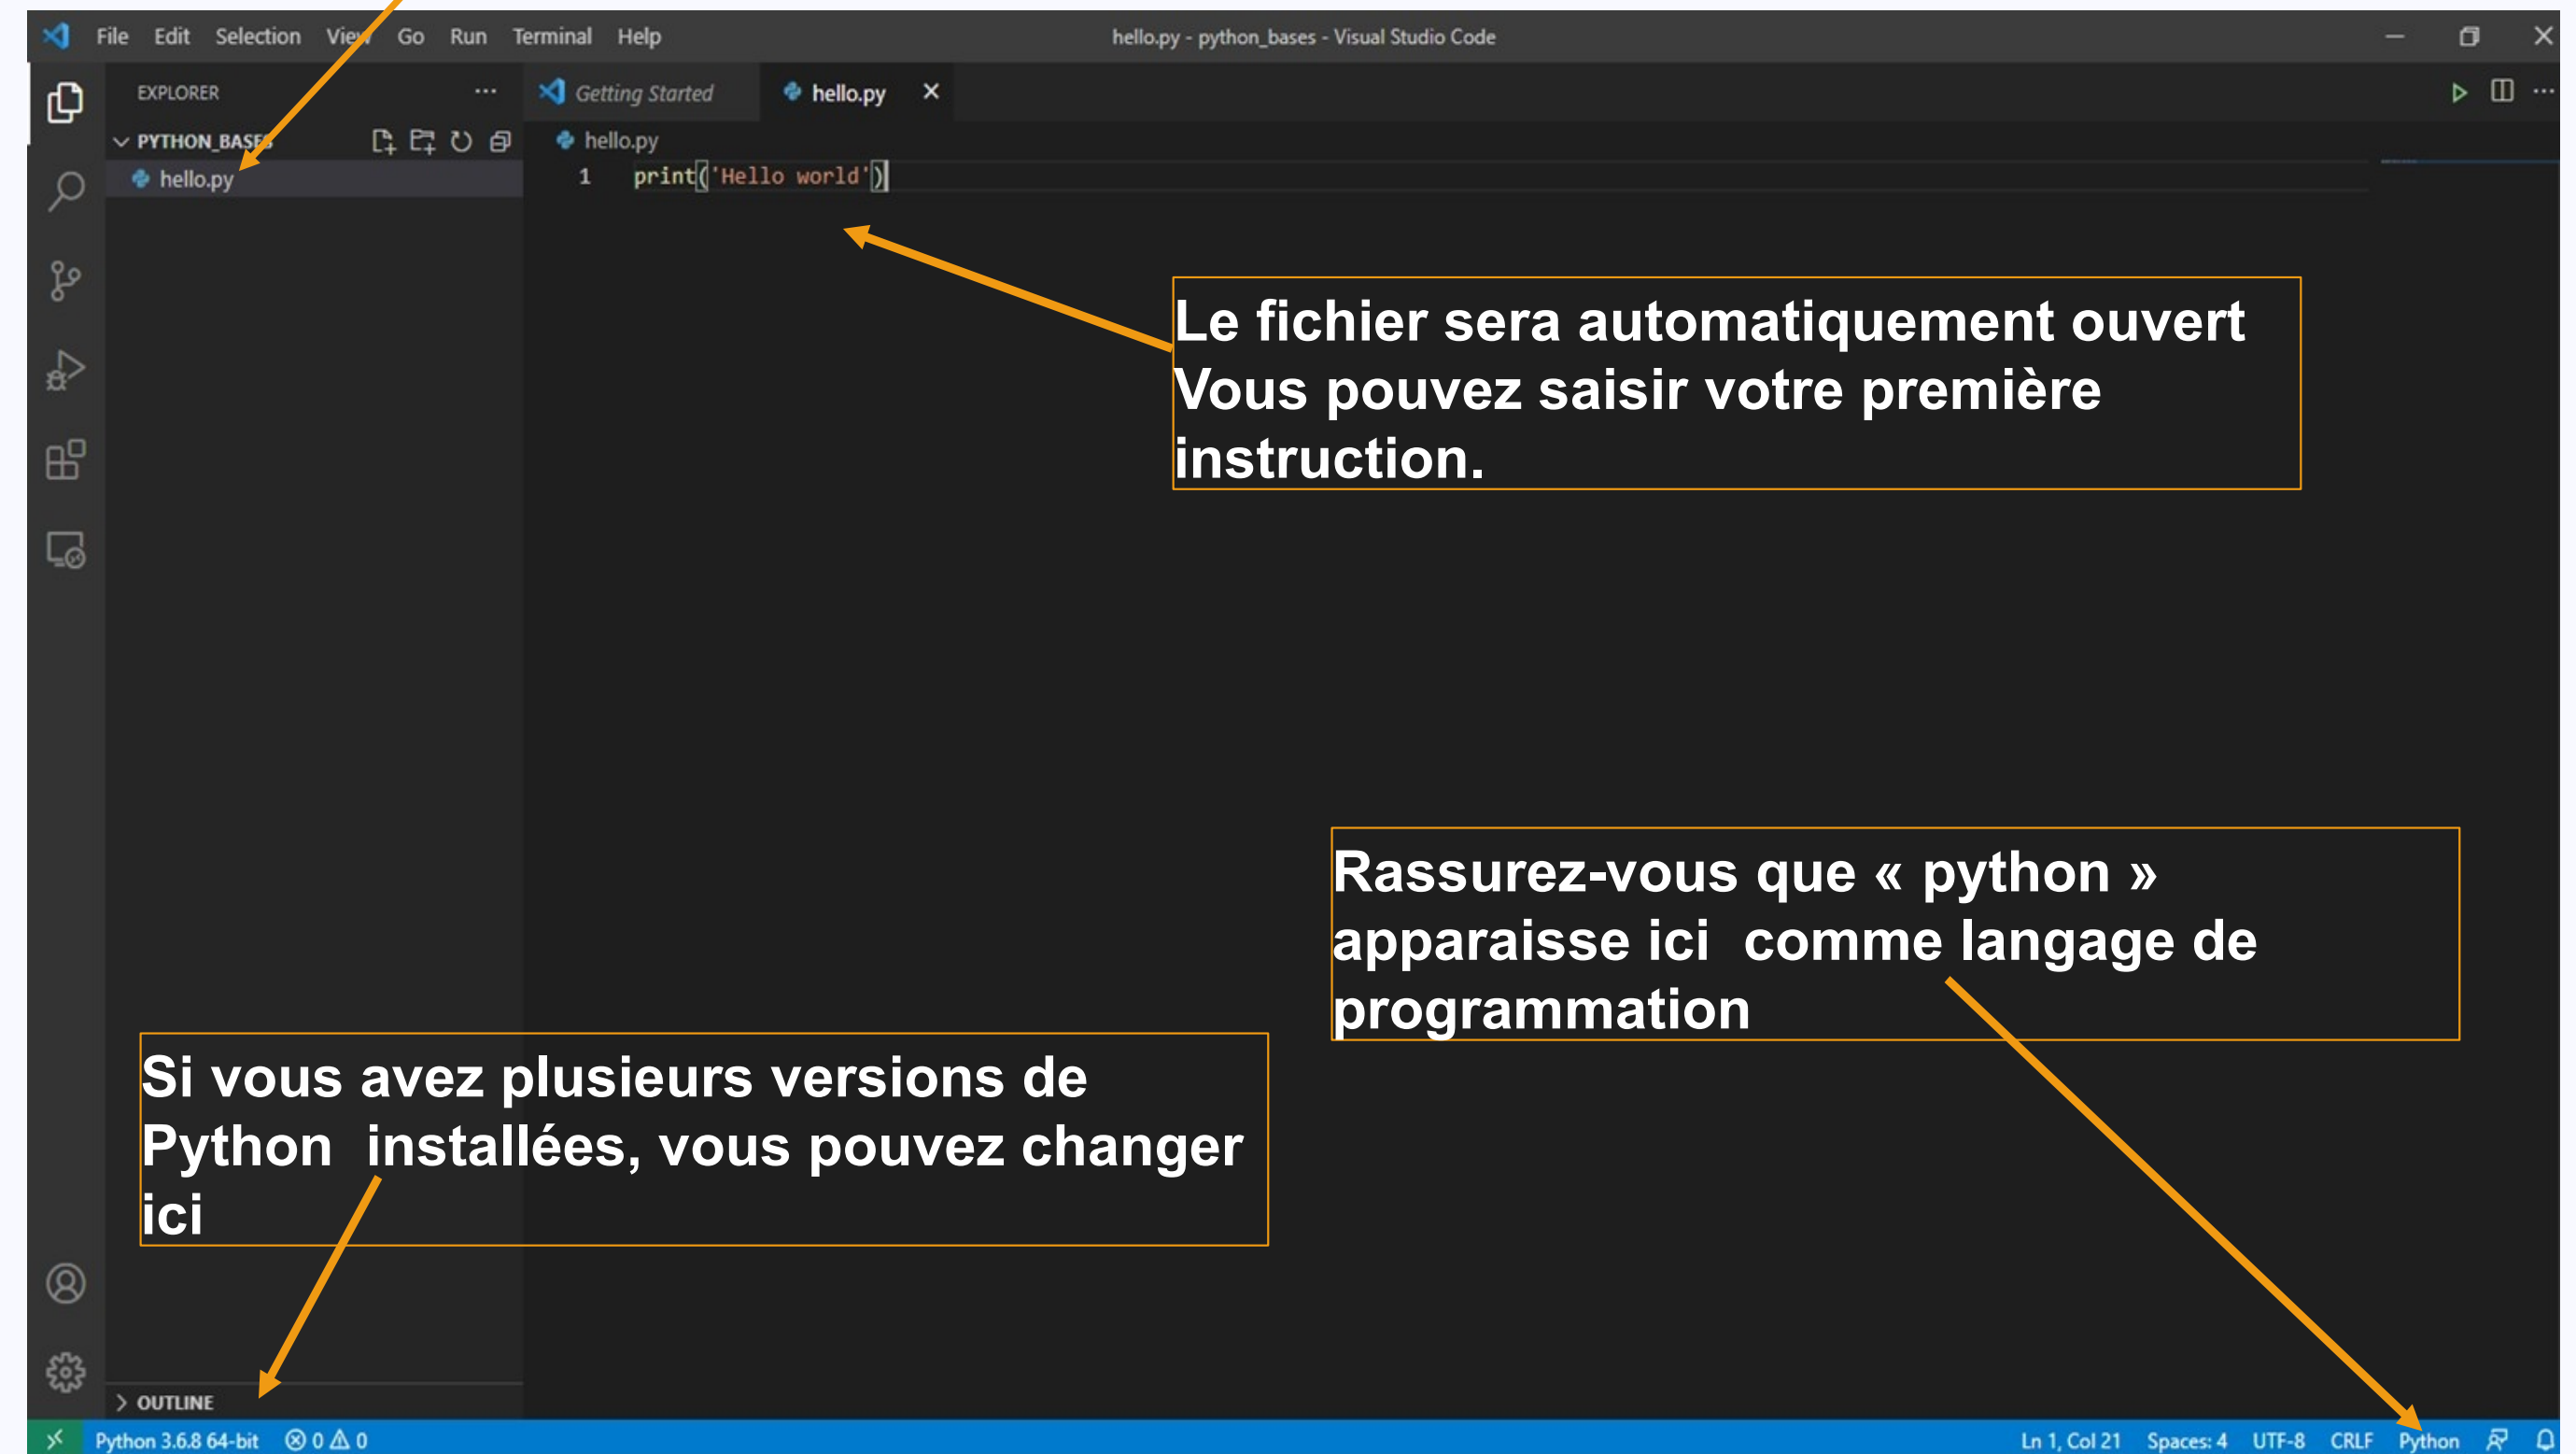 File Edit Selection View Go Run Terminal Help
hello.py - python_bases - Visual Studio Code
EXPLORER
Getting Started
hello.py
PYTHON_BASES
hello.py
hello.py
1 print('Hello world')
Le fichier sera automatiquement ouvert
Vous pouvez saisir votre première
instruction.
Rassurez-vous que « python »
apparaisse ici comme langage de
programmation
Si vous avez plusieurs versions de
Python installées, vous pouvez changer
ici
OUTLINE
Python 3.6.8 64-bit 0 0
Ln 1, Col 21 Spaces: 4 UTF-8 CRLF Python